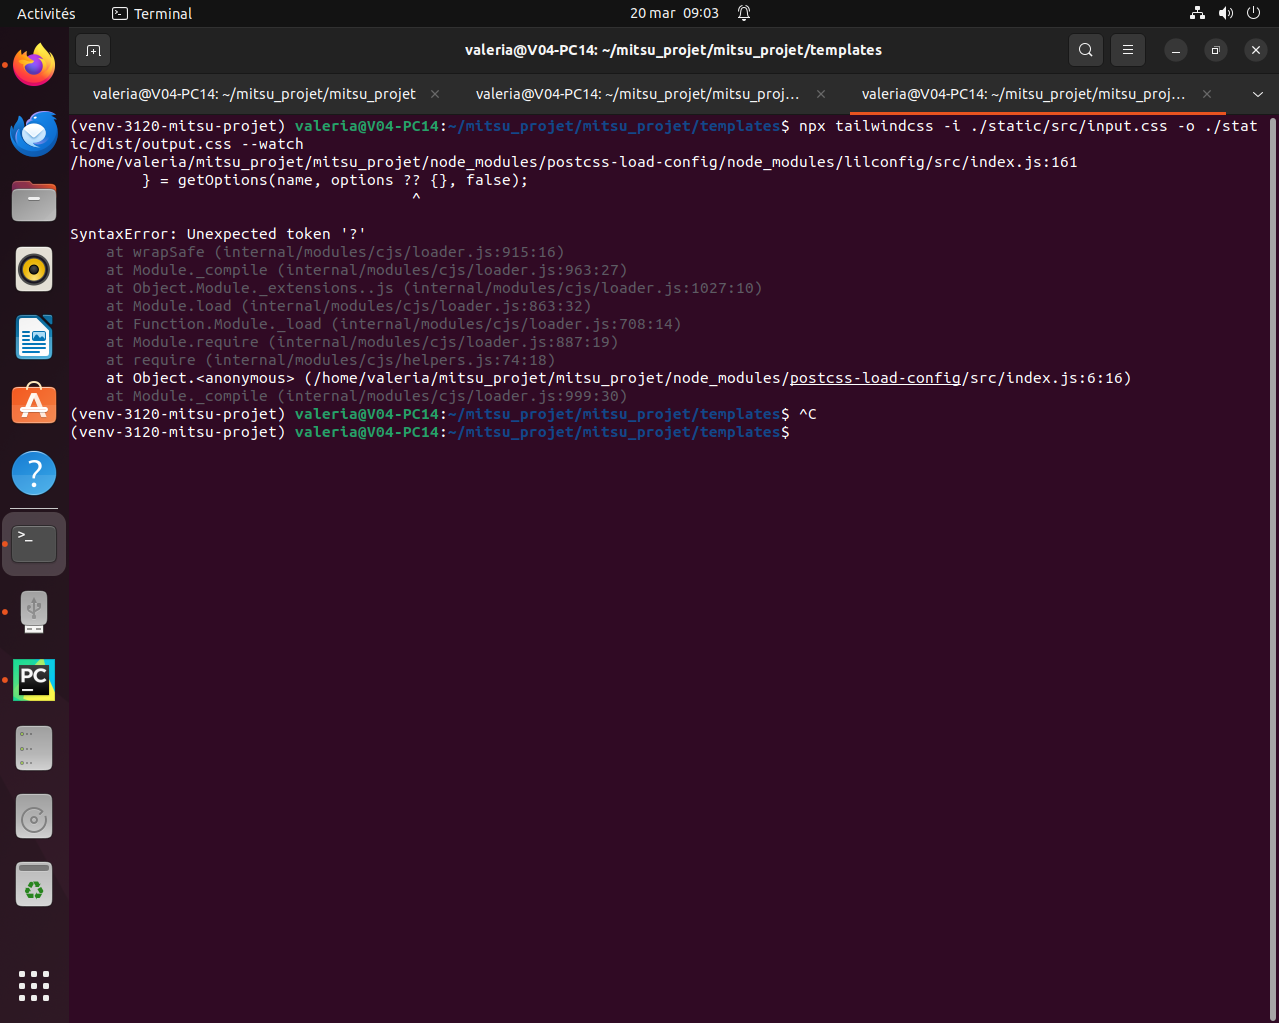 Activités
Terminal
20 mar 09:03
valeria@V04-PC14: ~/mitsu_projet/mitsu_projet/templates
valeria@V04-PC14: ~/mitsu_projet/mitsu_projet
valeria@V04-PC14: ~/mitsu_projet/mitsu_proj...
valeria@V04-PC14: ~/mitsu_projet/mitsu_proj...
(venv-3120-mitsu-projet) valeria@V04-PC14:~/mitsu_projet/mitsu_projet/templates$ npx tailwindcss -i ./static/src/input.css -o ./stat
ic/dist/output.css --watch
/home/valeria/mitsu_projet/mitsu_projet/node_modules/postcss-load-config/node_modules/lilconfig/src/index.js:161
        } = getOptions(name, options ?? {}, false);
                                      ^
SyntaxError: Unexpected token '?'
    at wrapSafe (internal/modules/cjs/loader.js:915:16)
    at Module._compile (internal/modules/cjs/loader.js:963:27)
    at Object.Module._extensions..js (internal/modules/cjs/loader.js:1027:10)
    at Module.load (internal/modules/cjs/loader.js:863:32)
    at Function.Module._load (internal/modules/cjs/loader.js:708:14)
    at Module.require (internal/modules/cjs/loader.js:887:19)
    at require (internal/modules/cjs/helpers.js:74:18)
    at Object.<anonymous> (/home/valeria/mitsu_projet/mitsu_projet/node_modules/postcss-load-config/src/index.js:6:16)
    at Module._compile (internal/modules/cjs/loader.js:999:30)
(venv-3120-mitsu-projet) valeria@V04-PC14:~/mitsu_projet/mitsu_projet/templates$ ^C
(venv-3120-mitsu-projet) valeria@V04-PC14:~/mitsu_projet/mitsu_projet/templates$
?
>_
PC